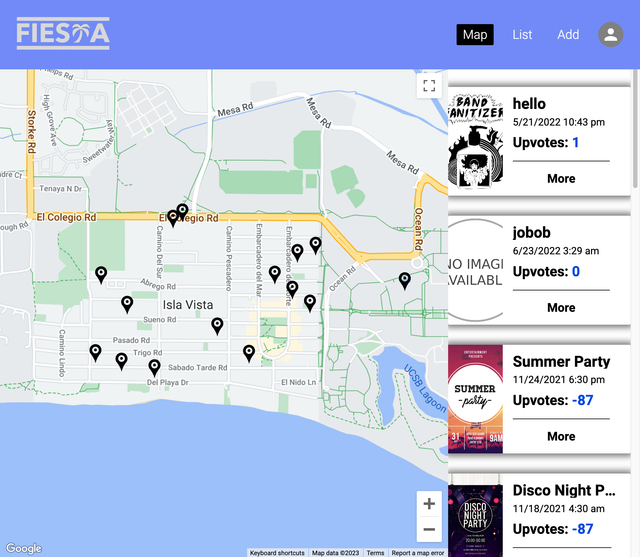 FIESTA
Map
List
Add
Phelps Rd
Storke Rd
High Grove Ave
Sweetwater Way
Mesa Rd
Mesa Rd
Mesa Rd
Tenaya N Dr
El Colegio Rd
El Colegio Rd
Ocean Rd
Ocean Rd
Camino Del Sur
Camino Pescadero
Embarcadero del Mar
Embarcadero del Norte
Abrego Rd
Isla Vista
Sueno Rd
Camino Lindo
Pasado Rd
Trigo Rd
Sabado Tarde Rd
Del Playa Dr
El Nido Ln
UCSB Lagoon
Google
Keyboard shortcuts
Map data ©2023
Terms
Report a map error
BAND
hello
5/21/2022 10:43 pm
Upvotes: 1
More
jobob
6/23/2022 3:29 am
Upvotes: 0
More
NO IMAG
AVAILABL
Summer Party
11/24/2021 6:30 pm
Upvotes: -87
More
SUMMER
-party-
31
9AM
Disco Night P...
11/18/2021 4:30 am
Upvotes: -87
DISCO
NIGHT
PARTY